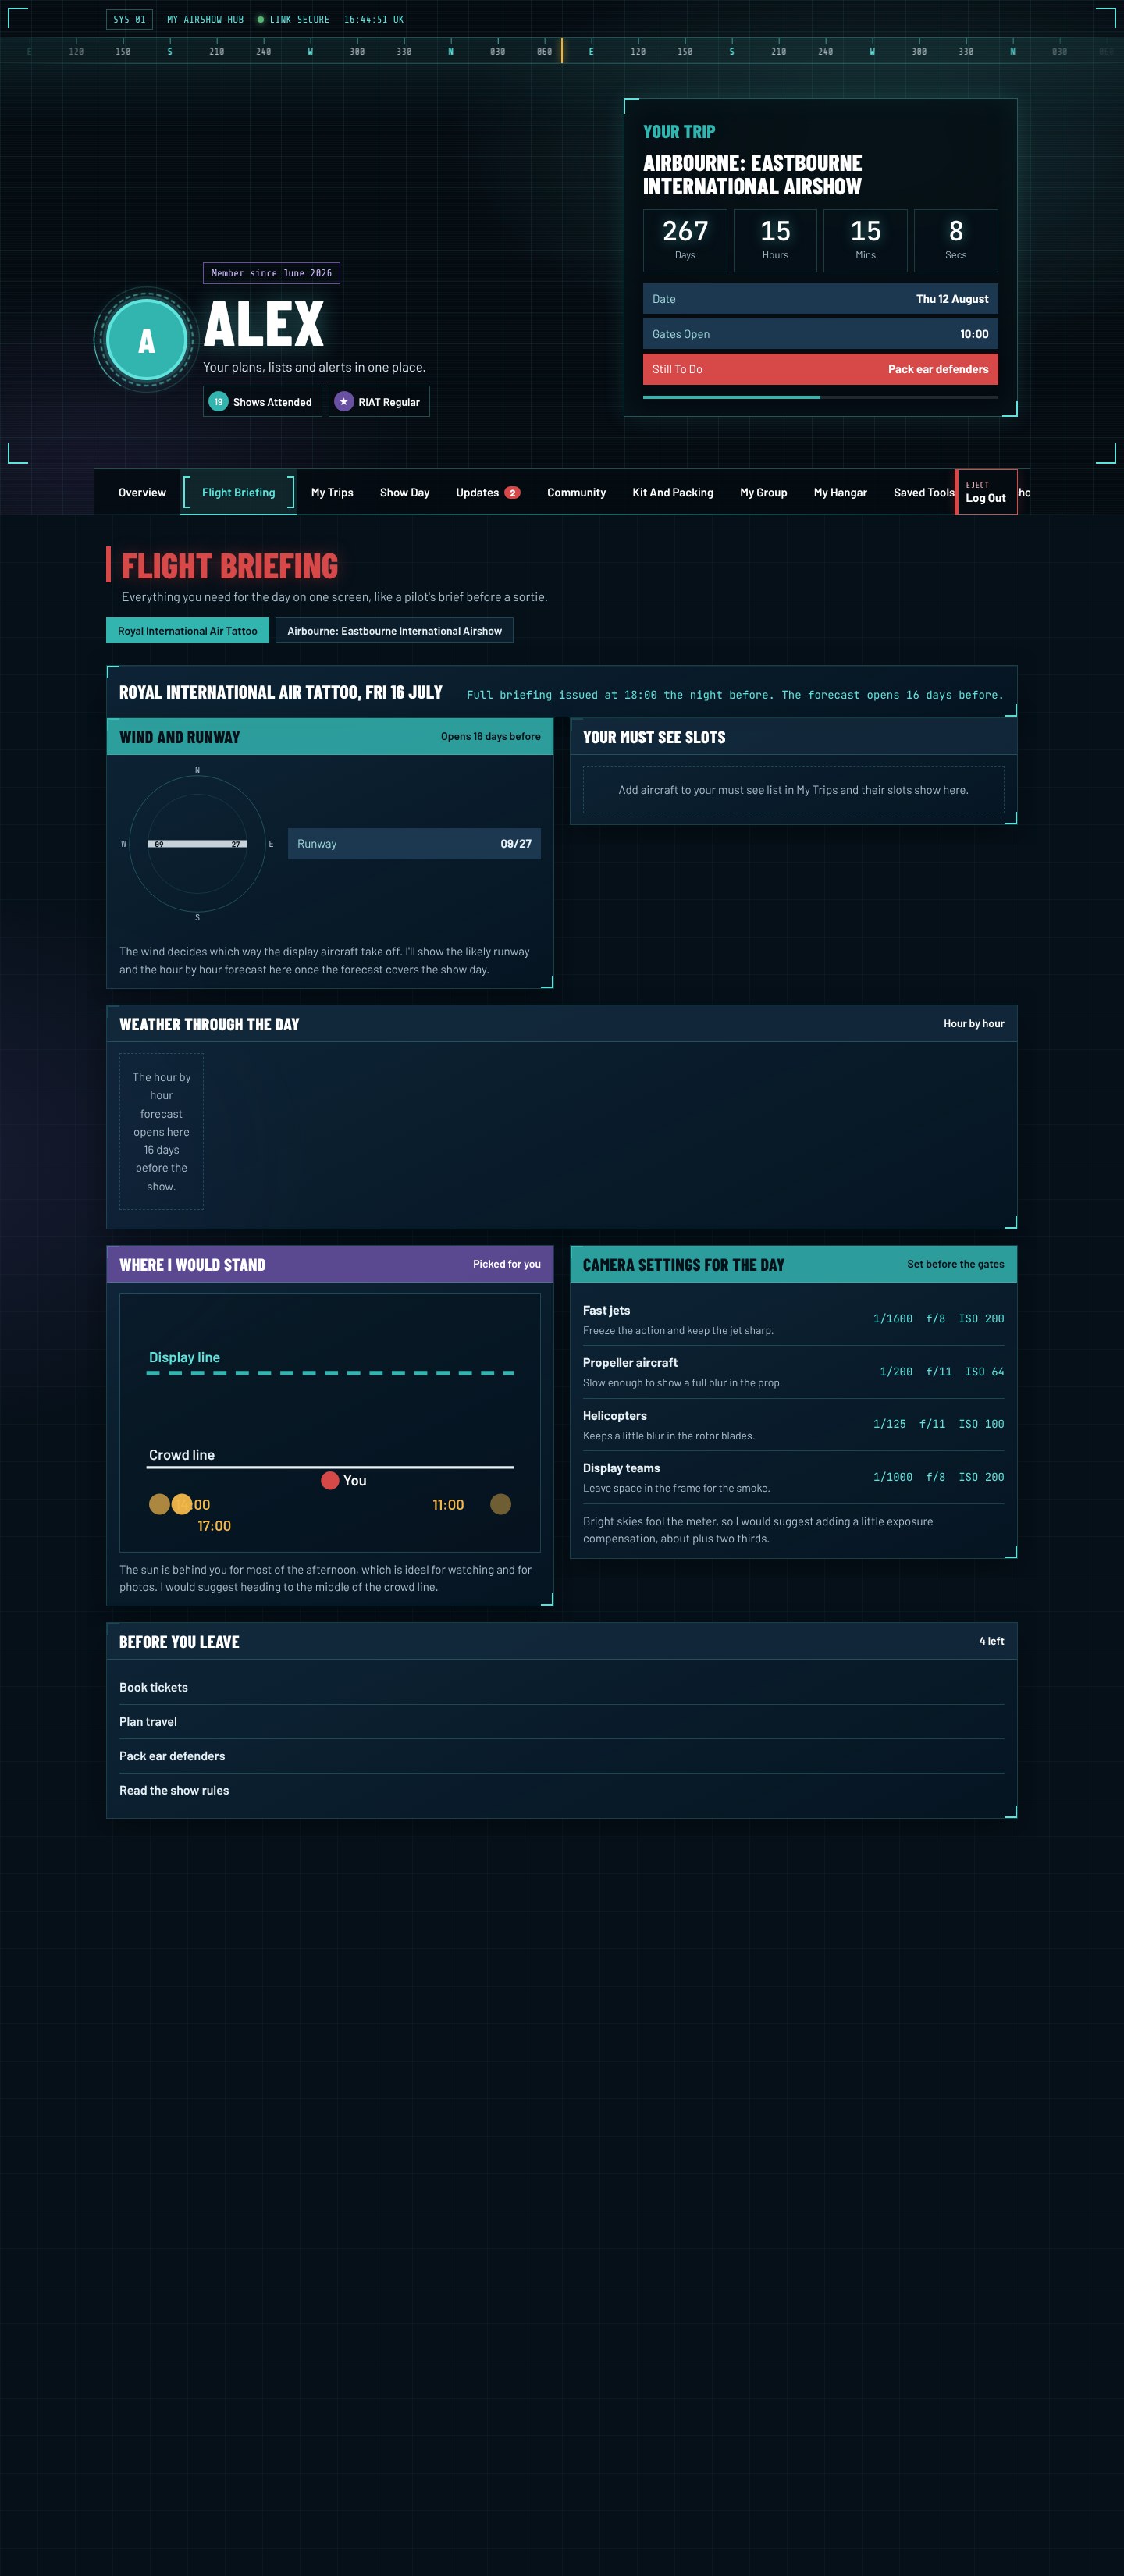 SYS 01
MY AIRSHOW HUB
LINK SECURE
16:44:51 UK
E 120 150 S 210 240 W 300 330 N 030 060 E 120 150 S 210 240 W 300 330 N 030
YOUR TRIP
AIRBOURNE: EASTBOURNE
INTERNATIONAL AIRSHOW
267 15 15 8
Days Hours Mins Secs
Date Thu 12 August
Gates Open 10:00
Still To Do Pack ear defenders
Member since June 2026
A
ALEX
Your plans, lists and alerts in one place.
19 Shows Attended
★ RIAT Regular
Overview Flight Briefing My Trips Show Day Updates 2 Community Kit And Packing My Group My Hangar Saved Tools
EJECT
Log Out
ho
FLIGHT BRIEFING
Everything you need for the day on one screen, like a pilot's brief before a sortie.
Royal International Air Tattoo
Airbourne: Eastbourne International Airshow
ROYAL INTERNATIONAL AIR TATTOO, FRI 16 JULY
Full briefing issued at 18:00 the night before. The forecast opens 16 days before.
WIND AND RUNWAY
Opens 16 days before
N
W
09 27
E
S
Runway 09/27
The wind decides which way the display aircraft take off. I'll show the likely runway
and the hour by hour forecast here once the forecast covers the show day.
YOUR MUST SEE SLOTS
Add aircraft to your must see list in My Trips and their slots show here.
WEATHER THROUGH THE DAY
Hour by hour
The hour by
hour
forecast
opens here
16 days
before the
show.
WHERE I WOULD STAND
Picked for you
Display line
Crowd line
You
:00
11:00
17:00
The sun is behind you for most of the afternoon, which is ideal for watching and for
photos. I would suggest heading to the middle of the crowd line.
CAMERA SETTINGS FOR THE DAY
Set before the gates
Fast jets
Freeze the action and keep the jet sharp.
1/1600 f/8 ISO 200
Propeller aircraft
Slow enough to show a full blur in the prop.
1/200 f/11 ISO 64
Helicopters
Keeps a little blur in the rotor blades.
1/125 f/11 ISO 100
Display teams
Leave space in the frame for the smoke.
1/1000 f/8 ISO 200
Bright skies fool the meter, so I would suggest adding a little exposure
compensation, about plus two thirds.
BEFORE YOU LEAVE
4 left
Book tickets
Plan travel
Pack ear defenders
Read the show rules